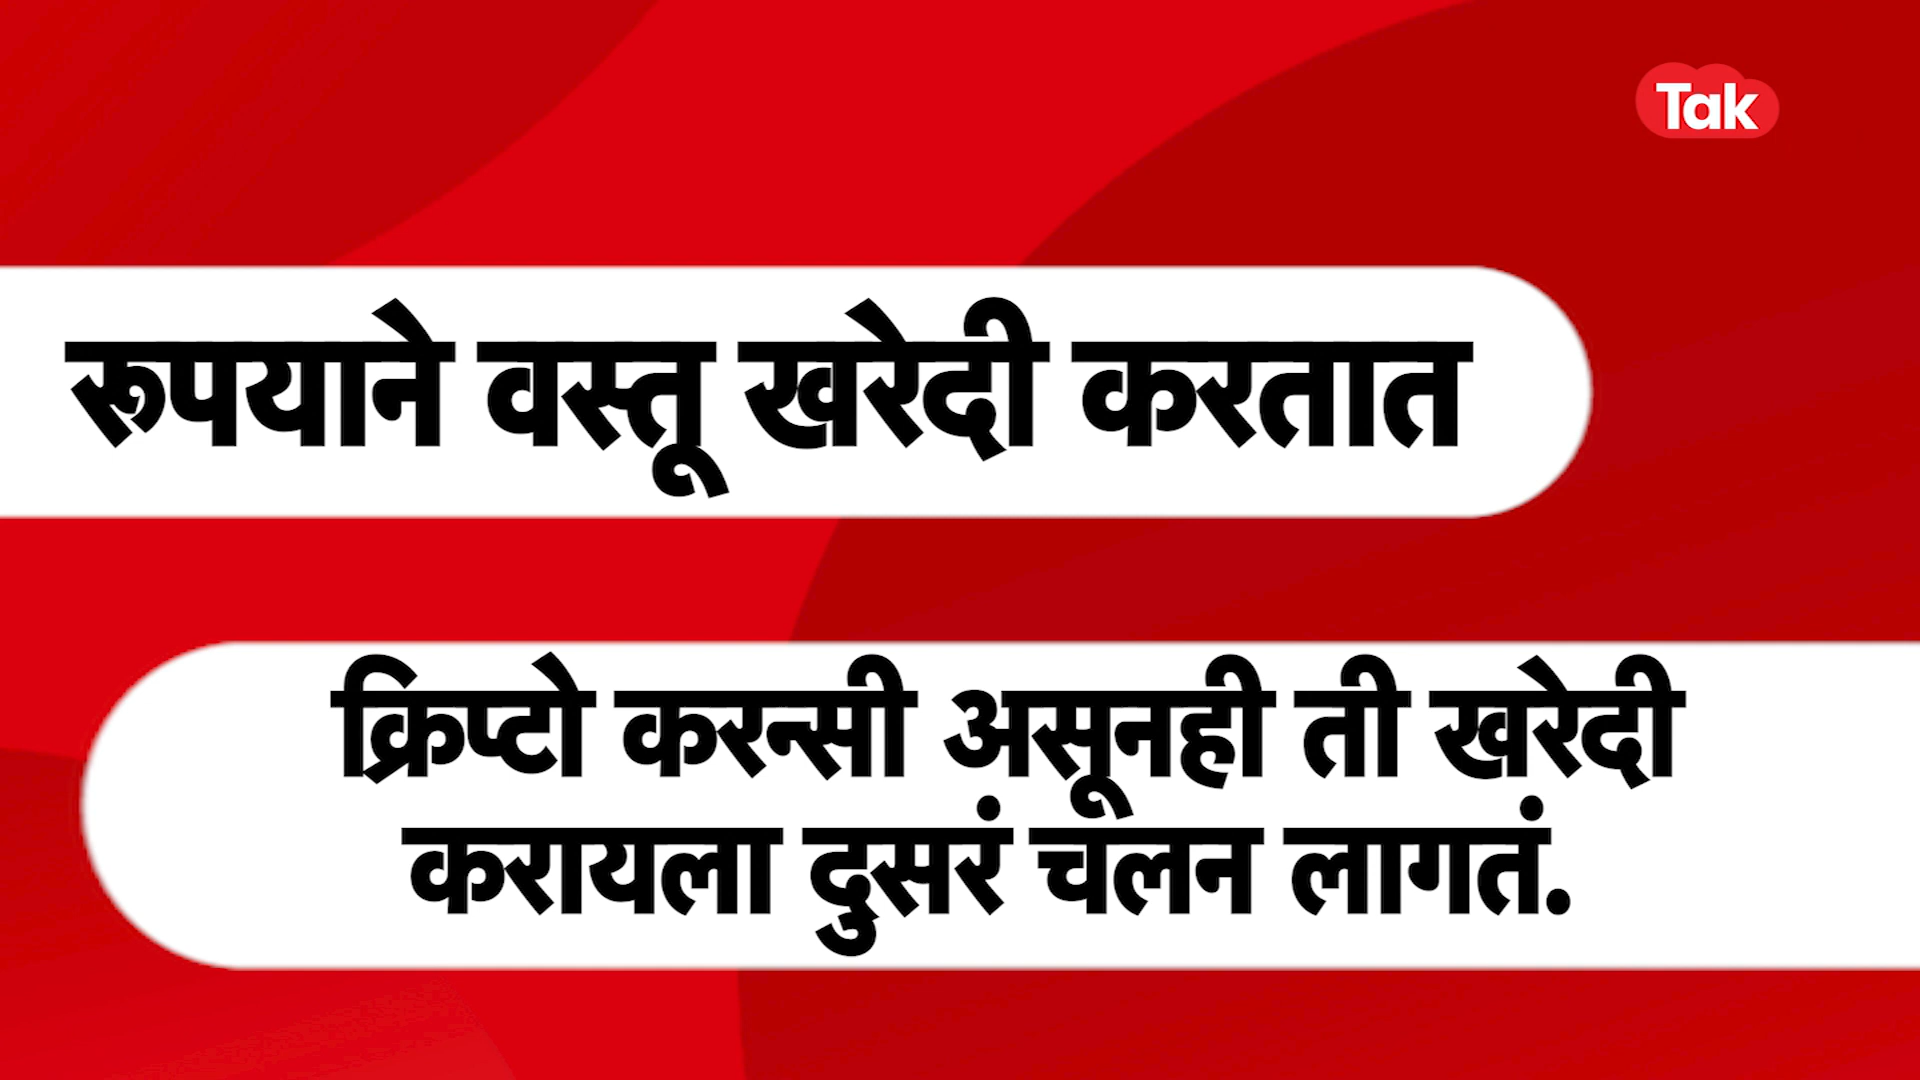 Tak
रूपयाने वस्तू खरेदी करतात
क्रिप्टो करन्सी असूनही ती खरेदी
करायला दुसरं चलन लागतं.